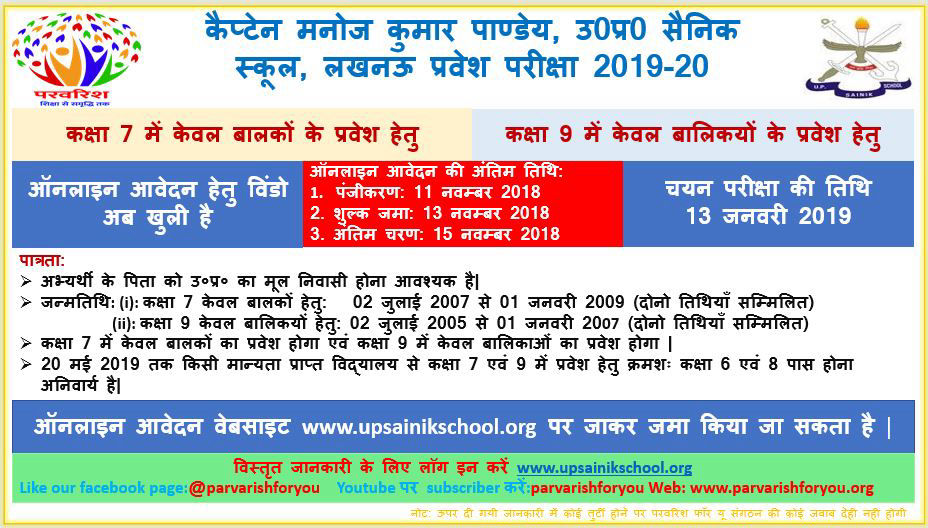 कैप्टेन मनोज कुमार पाण्डेय, उ0प्र0 सैनिक
स्कूल, लखनऊ प्रवेश परीक्षा 2019-20
परवरिश
शिक्षा से समृद्धि तक
U.P. SAINIK SCHOOL
कक्षा 7 में केवल बालकों के प्रवेश हेतु
कक्षा 9 में केवल बालिकयों के प्रवेश हेतु
ऑनलाइन आवेदन हेतु विंडो
अब खुली है
ऑनलाइन आवेदन की अंतिम तिथि:
1. पंजीकरण: 11 नवम्बर 2018
2. शुल्क जमा: 13 नवम्बर 2018
3. अंतिम चरण: 15 नवम्बर 2018
चयन परीक्षा की तिथि
13 जनवरी 2019
पात्रता:
➢ अभ्यर्थी के पिता को उ०प्र० का मूल निवासी होना आवश्यक है|
➢ जन्मतिथि: (i): कक्षा 7 केवल बालकों हेतु: 02 जुलाई 2007 से 01 जनवरी 2009 (दोनो तिथियाँ सम्मिलित)
(ii): कक्षा 9 केवल बालिकयों हेतु: 02 जुलाई 2005 से 01 जनवरी 2007 (दोनो तिथियाँ सम्मिलित)
➢ कक्षा 7 में केवल बालकों का प्रवेश होगा एवं कक्षा 9 में केवल बालिकाओं का प्रवेश होगा |
➢ 20 मई 2019 तक किसी मान्यता प्राप्त विद्यालय से कक्षा 7 एवं 9 में प्रवेश हेतु क्रमशः कक्षा 6 एवं 8 पास होना
अनिवार्य है|
ऑनलाइन आवेदन वेबसाइट www.upsainikschool.org पर जाकर जमा किया जा सकता है |
विस्तृत जानकारी के लिए लॉग इन करें www.upsainikschool.org
Like our facebook page:@parvarishforyou Youtube पर subscriber करें:parvarishforyou Web: www.parvarishforyou.org
नोट: ऊपर दी गयी जानकारी में कोई तुटी होने पर परवरिश फॉर यू संगठन की कोई जवाब देही नहीं होगी